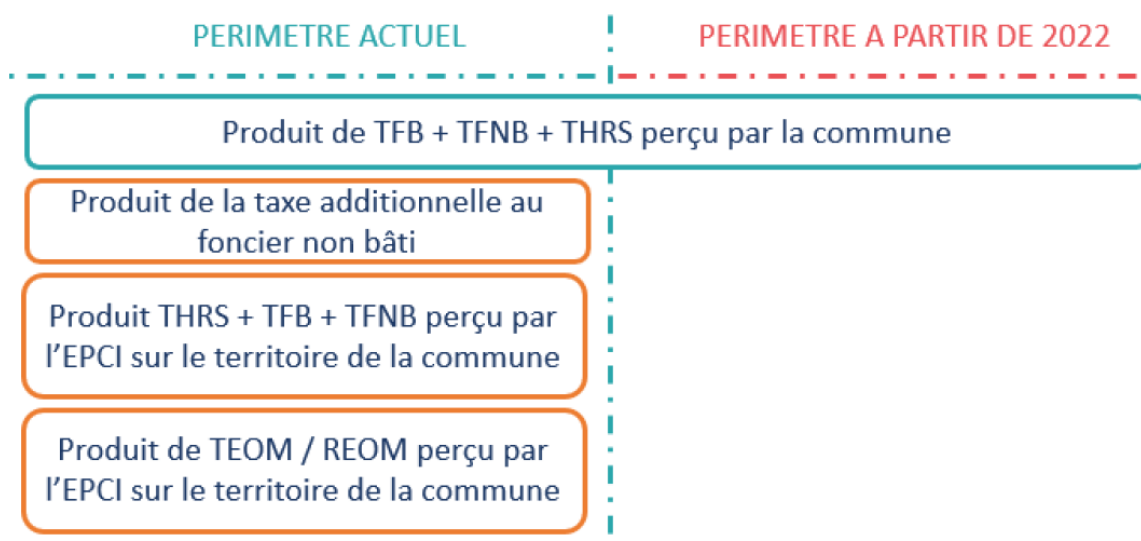 PERIMETRE ACTUEL
PERIMETRE A PARTIR DE 2022
Produit de TFB + TFNB + THRS perçu par la commune
Produit de la taxe additionnelle au
foncier non bâti
Produit THRS + TFB + TFNB perçu par
l’EPCI sur le territoire de la commune
Produit de TEOM / REOM perçu par
l’EPCI sur le territoire de la commune